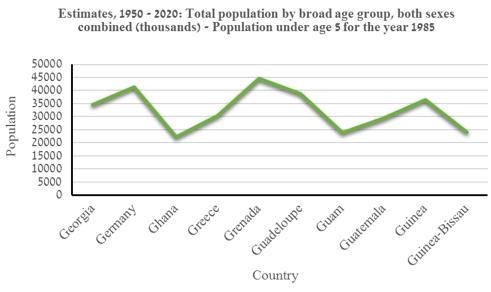 Estimates, 1950 - 2020: Total population by broad age group, both sexes
combined (thousands) - Population under age 5 for the year 1985
50000
45000
40000
35000
30000
25000
20000
15000
10000
5000
0
Population
Georgia
Germany
Ghana
Greece
Grenada
Guadeloupe
Guam
Guatemala
Guinea
Guinea-Bissau
Country